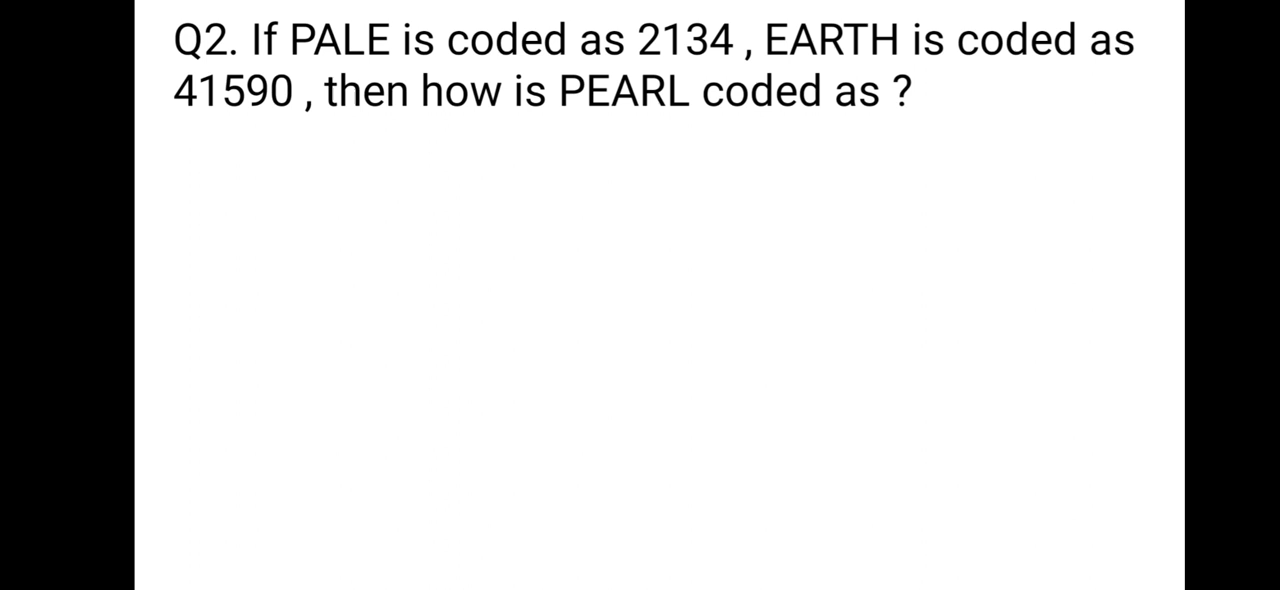 Q2. If PALE is coded as 2134 , EARTH is coded as
41590 , then how is PEARL coded as ?